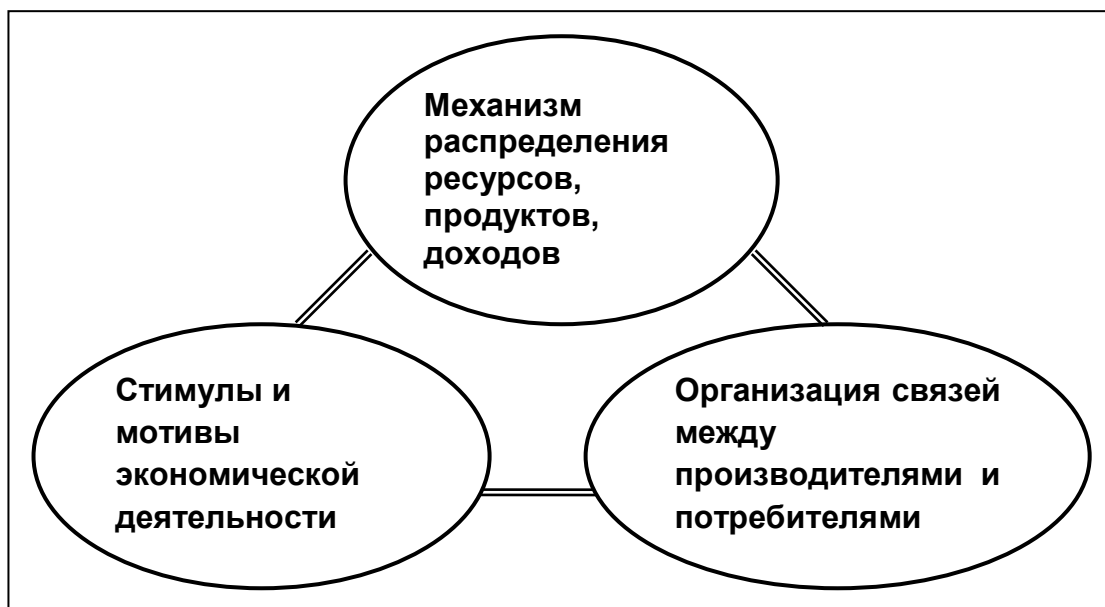 Механизм
распределения
ресурсов,
продуктов,
доходов
Стимулы и
мотивы
экономической
деятельности
Организация связей
между
производителями и
потребителями